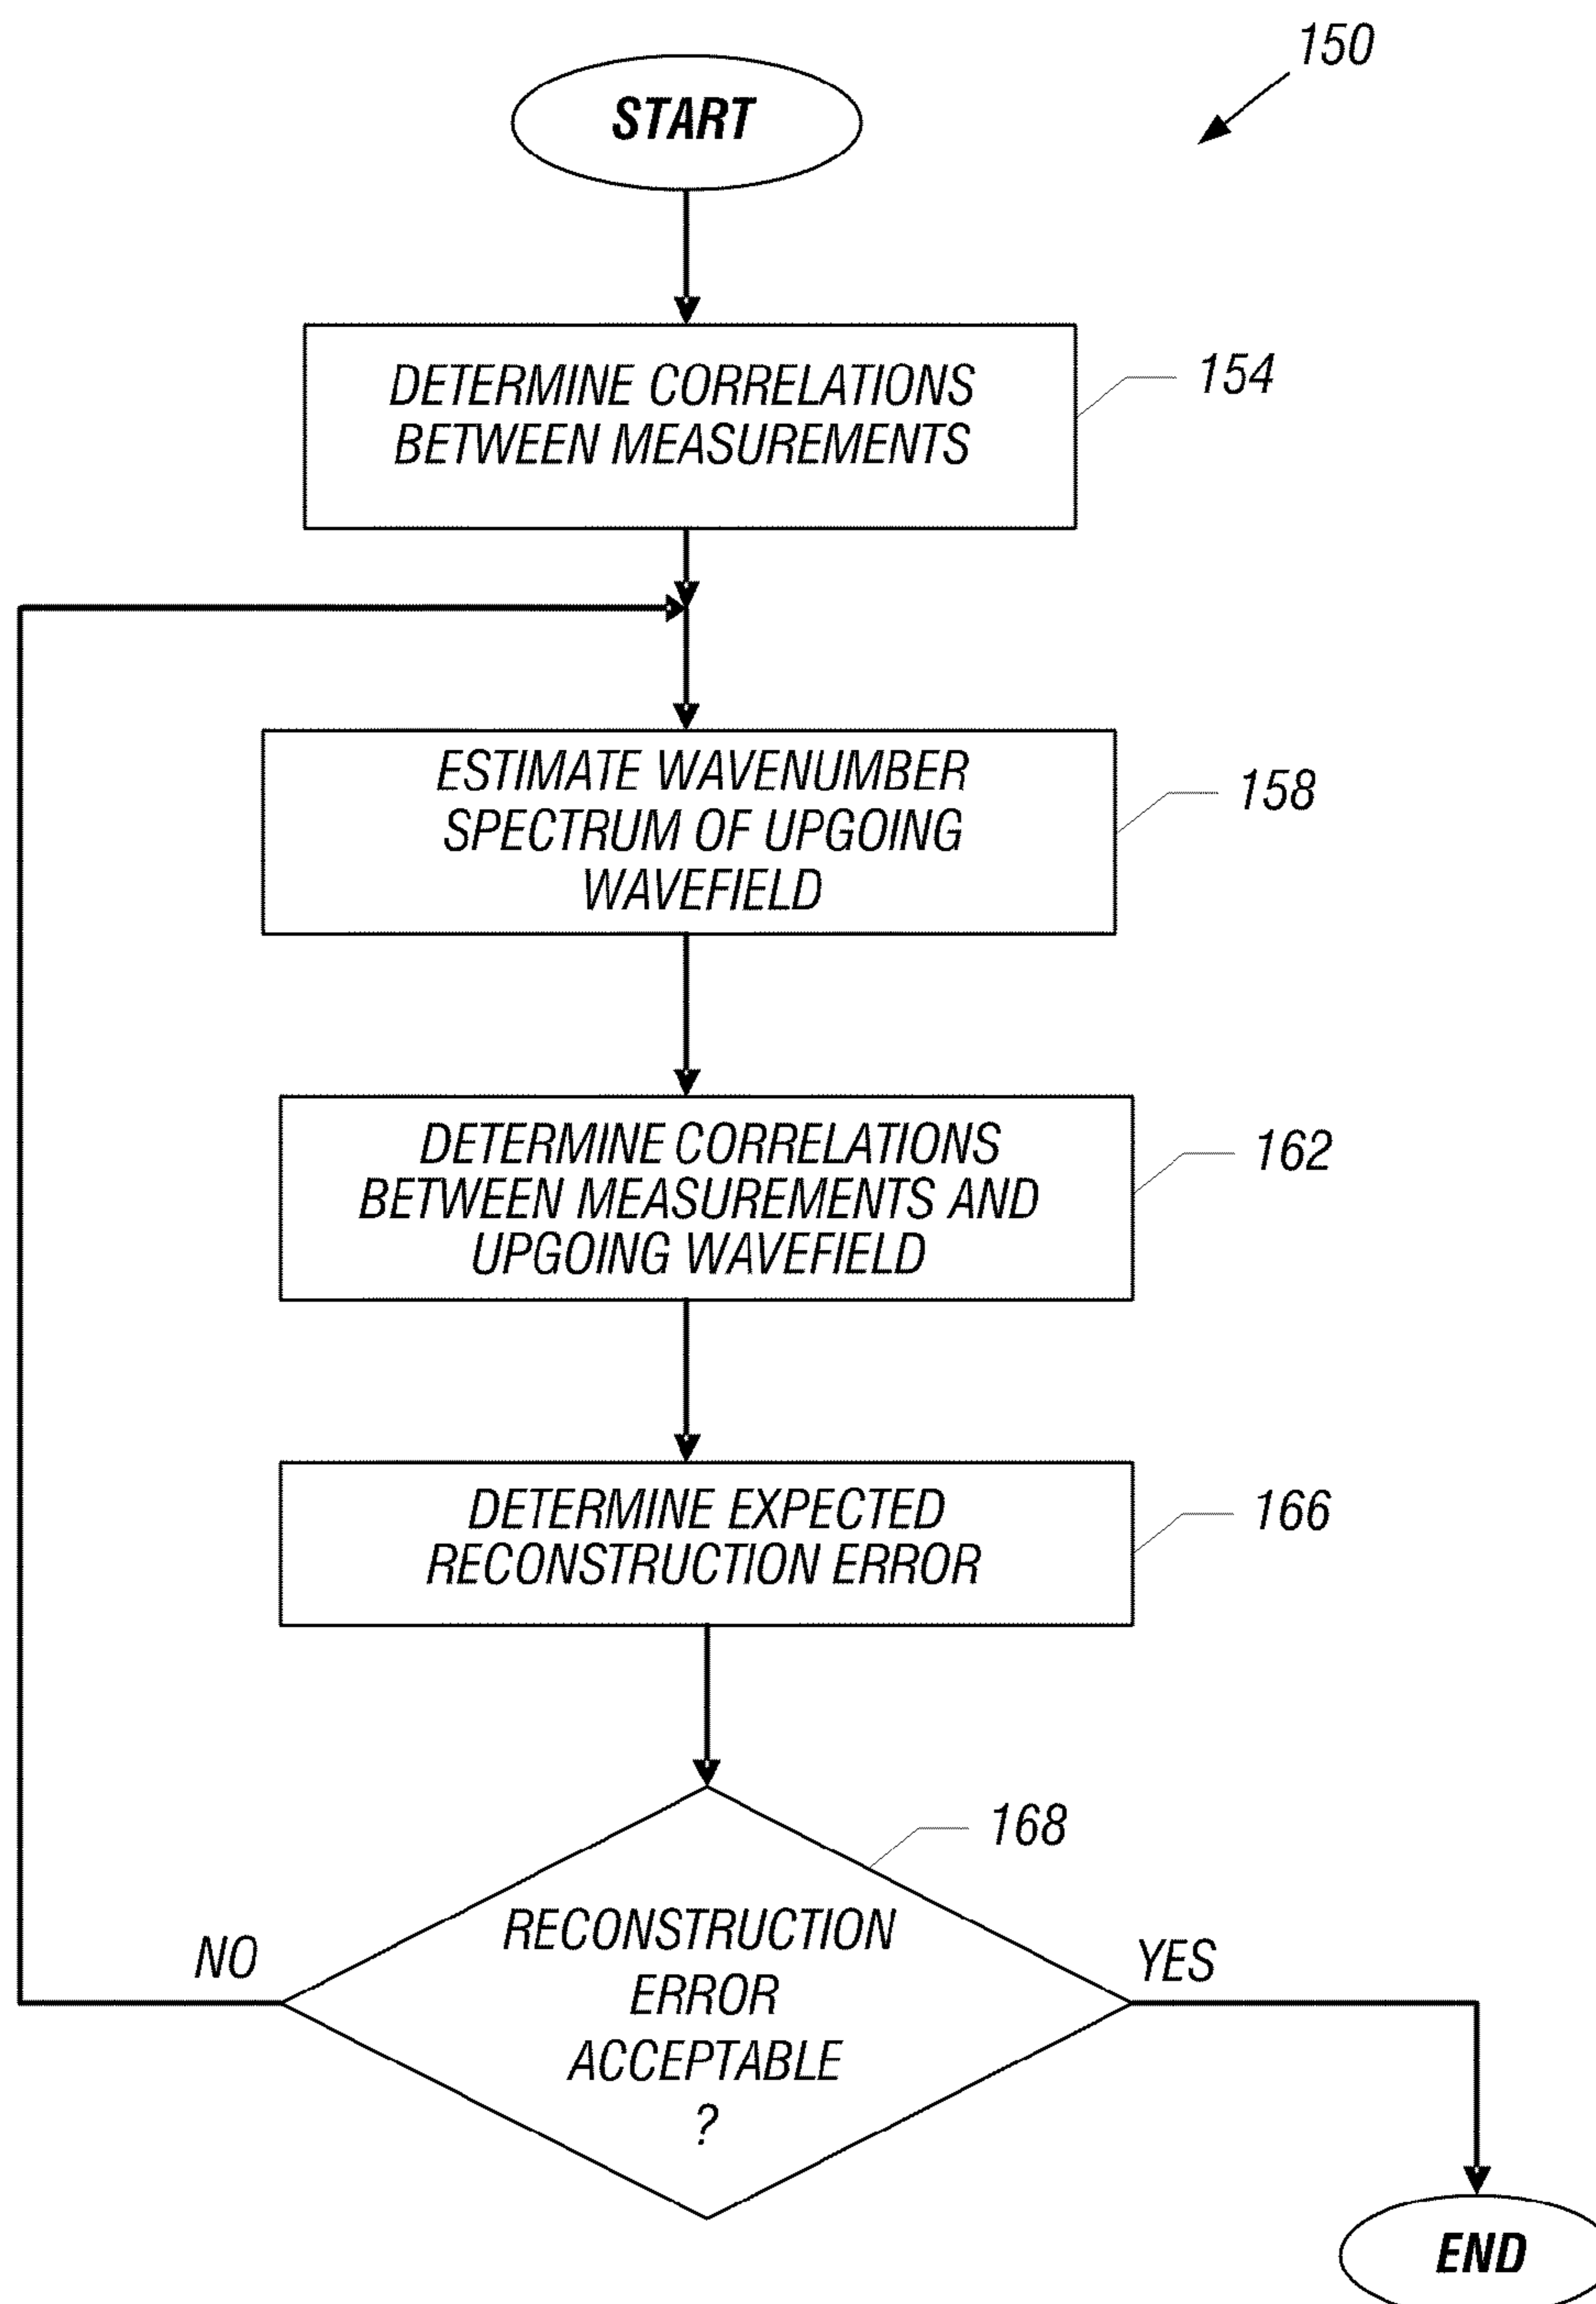 150
START
DETERMINE CORRELATIONS
BETWEEN MEASUREMENTS
154
ESTIMATE WAVENUMBER
SPECTRUM OF UPGOING
WAVEFIELD
158
DETERMINE CORRELATIONS
BETWEEN MEASUREMENTS AND
UPGOING WAVEFIELD
162
DETERMINE EXPECTED
RECONSTRUCTION ERROR
166
168
RECONSTRUCTION
ERROR
ACCEPTABLE
?
NO
YES
END